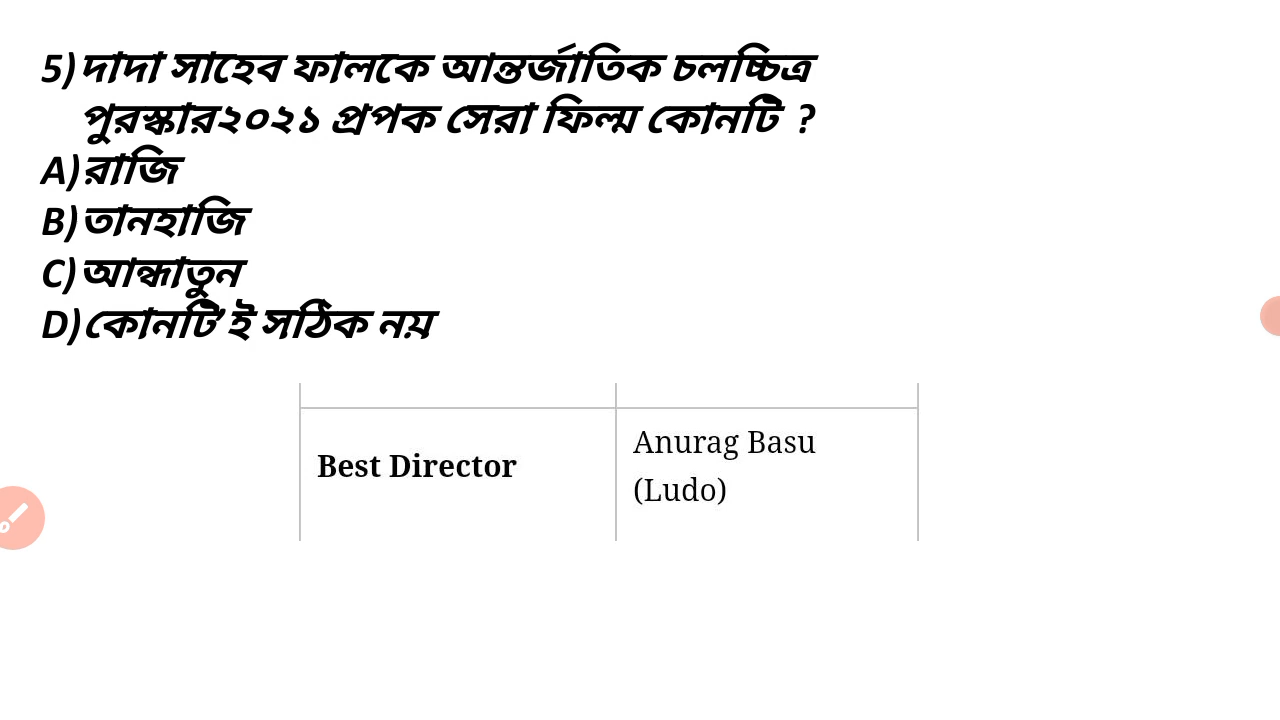 5)দাদা সাহেব ফালকে আন্তর্জাতিক চলচ্চিত্র
পুরস্কার২০২১ প্রপক সেরা ফিল্ম কোনটি ?
A)রাজি
B)তানহাজি
C)আন্ধাতুন
D)কোনটি’ই সঠিক নয়
Best Director
Anurag Basu
(Ludo)